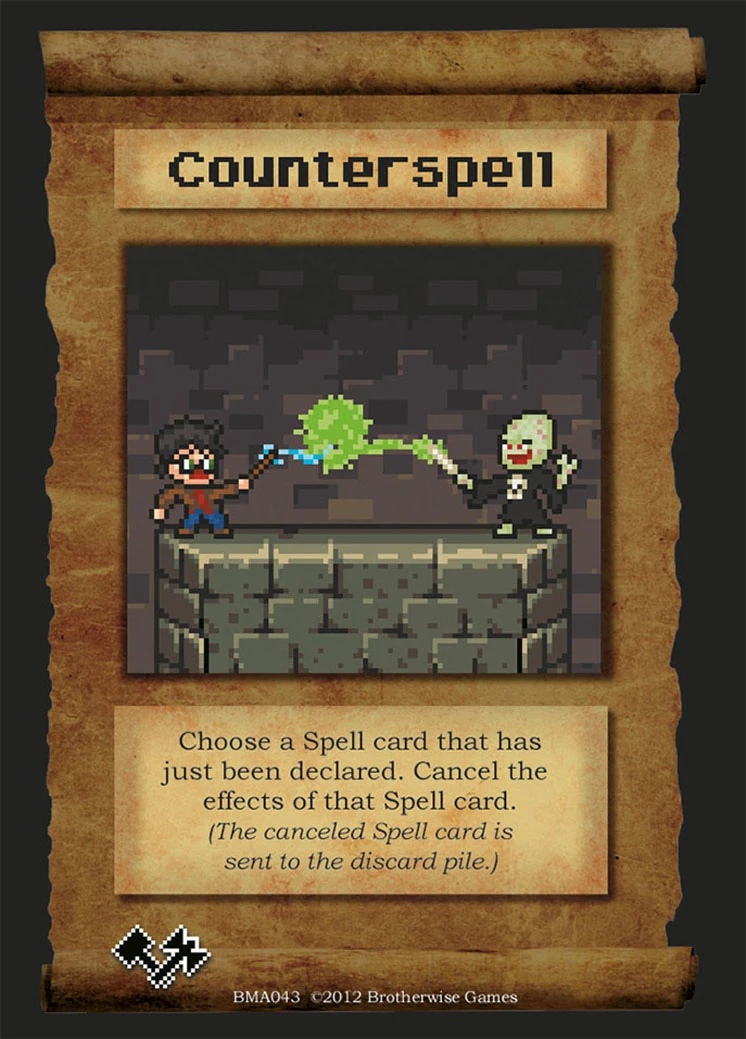 Counterspell
Choose a Spell card that has
just been declared. Cancel the
effects of that Spell card.
(The canceled Spell card is
sent to the discard pile.)
BMA043 ©2012 Brotherwise Games